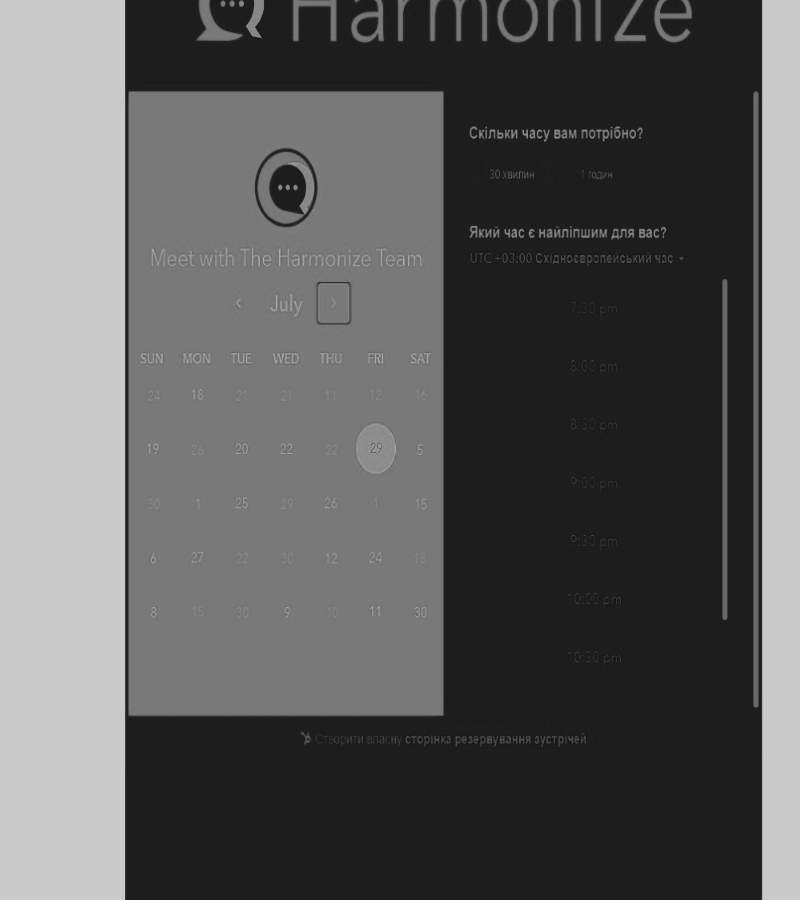 Harmonize
Meet with The Harmonize Team
July
SUN MON TUE WED THU FRI SAT
24 18 21 21 11 12 16
19 26 20 22 22 29 5
30 1 25 29 26 1 15
6 27 22 30 12 24 18
8 15 30 9 10 11 30
Скільки часу вам потрібно?
30 хвилин 1 годин
Який час є найліпшим для вас?
UTC +03:00 Східноєвропейський час
7:30 pm
8:00 pm
8:30 pm
9:00 pm
9:30 pm
10:00 pm
10:30 pm
Створити власну сторінка резервування зустрічей